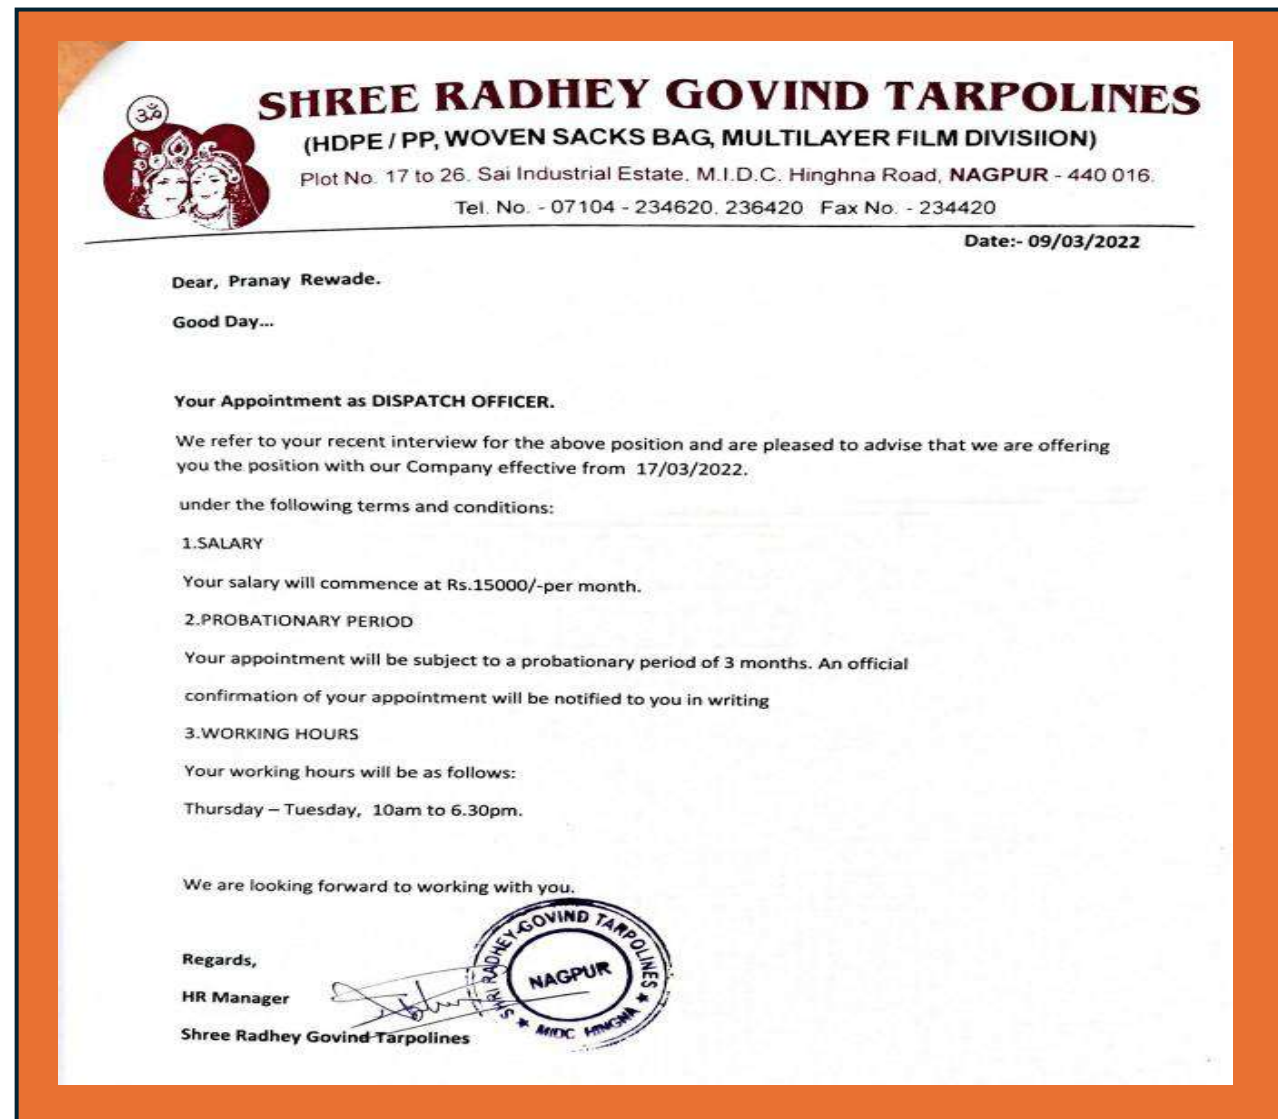 ॐ
SHREE RADHEY GOVIND TARPOLINES
(HDPE / PP, WOVEN SACKS BAG, MULTILAYER FILM DIVISIION)
Plot No. 17 to 26. Sai Industrial Estate. M.I.D.C. Hinghna Road, NAGPUR - 440 016.
Tel. No. - 07104 - 234620, 236420 Fax No. - 234420
Date:- 09/03/2022
Dear, Pranay Rewade.
Good Day...
Your Appointment as DISPATCH OFFICER.
We refer to your recent interview for the above position and are pleased to advise that we are offering
you the position with our Company effective from 17/03/2022.
under the following terms and conditions:
1.SALARY
Your salary will commence at Rs.15000/-per month.
2.PROBATIONARY PERIOD
Your appointment will be subject to a probationary period of 3 months. An official
confirmation of your appointment will be notified to you in writing
3.WORKING HOURS
Your working hours will be as follows:
Thursday – Tuesday, 10am to 6.30pm.
We are looking forward to working with you.
Regards,
HR Manager
Shree Radhey Govind Tarpolines
SHRI RADHEY-GOVIND TARPOLINES
NAGPUR
★ MIDC HINGNA ★